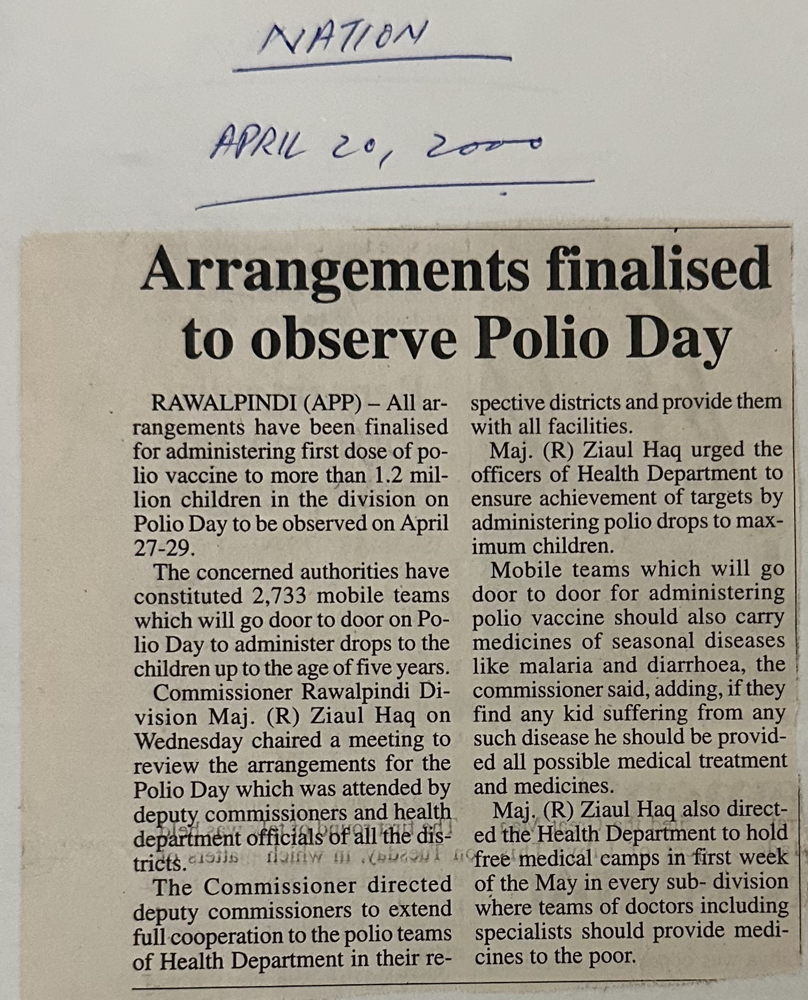 NATION
APRIL 20, 2000
Arrangements finalised
to observe Polio Day
RAWALPINDI (APP) – All ar-
rangements have been finalised
for administering first dose of po-
lio vaccine to more than 1.2 mil-
lion children in the division on
Polio Day to be observed on April
27-29.
The concerned authorities have
constituted 2,733 mobile teams
which will go door to door on Po-
lio Day to administer drops to the
children up to the age of five years.
Commissioner Rawalpindi Di-
vision Maj. (R) Ziaul Haq on
Wednesday chaired a meeting to
review the arrangements for the
Polio Day which was attended by
deputy commissioners and health
department officials of all the dis-
tricts.
The Commissioner directed
deputy commissioners to extend
full cooperation to the polio teams
of Health Department in their re-
spective districts and provide them
with all facilities.
Maj. (R) Ziaul Haq urged the
officers of Health Department to
ensure achievement of targets by
administering polio drops to max-
imum children.
Mobile teams which will go
door to door for administering
polio vaccine should also carry
medicines of seasonal diseases
like malaria and diarrhoea, the
commissioner said, adding, if they
find any kid suffering from any
such disease he should be provid-
ed all possible medical treatment
and medicines.
Maj. (R) Ziaul Haq also direct-
ed the Health Department to hold
free medical camps in first week
of the May in every sub- division
where teams of doctors including
specialists should provide medi-
cines to the poor.